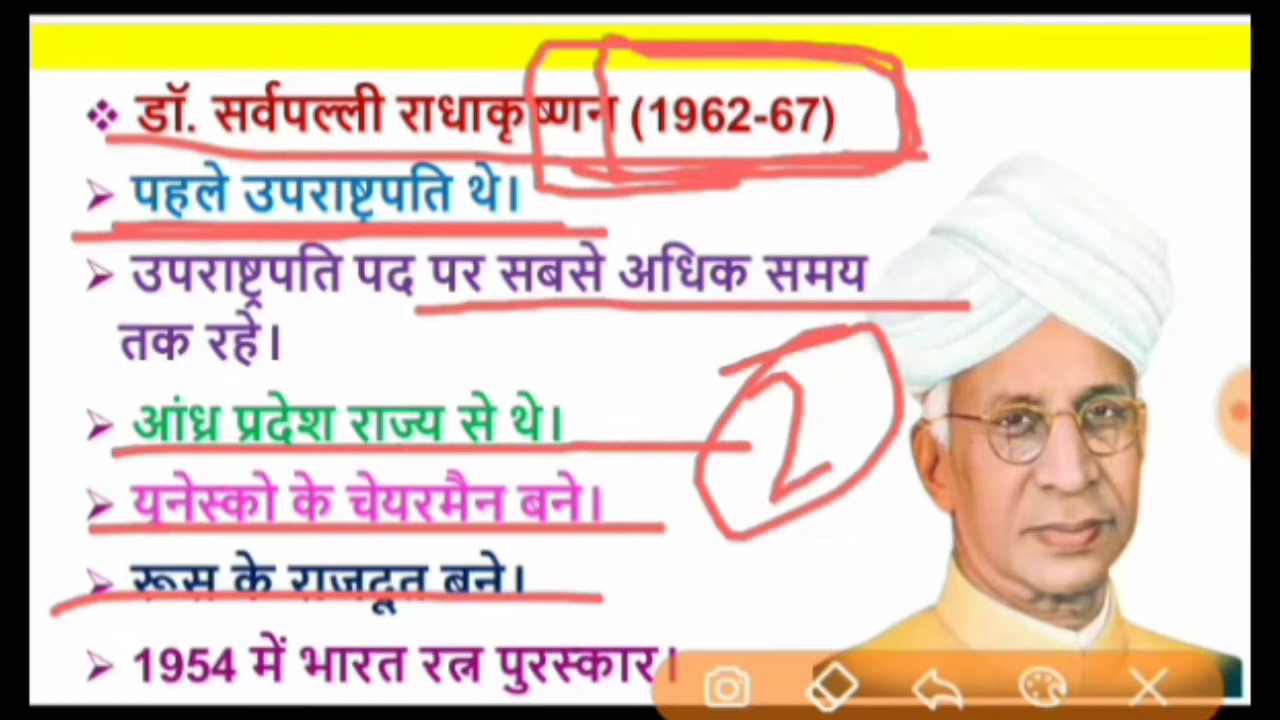 ❖ डॉ. सर्वपल्ली राधाकृष्णन (1962-67)
➢ पहले उपराष्ट्रपति थे।
➢ उपराष्ट्रपति पद पर सबसे अधिक समय
तक रहे।
➢ आंध्र प्रदेश राज्य से थे।
2
➢ यूनेस्को के चेयरमैन बने।
➢ रूस के राजदूत बने।
➢ 1954 में भारत रत्न पुरस्कार।